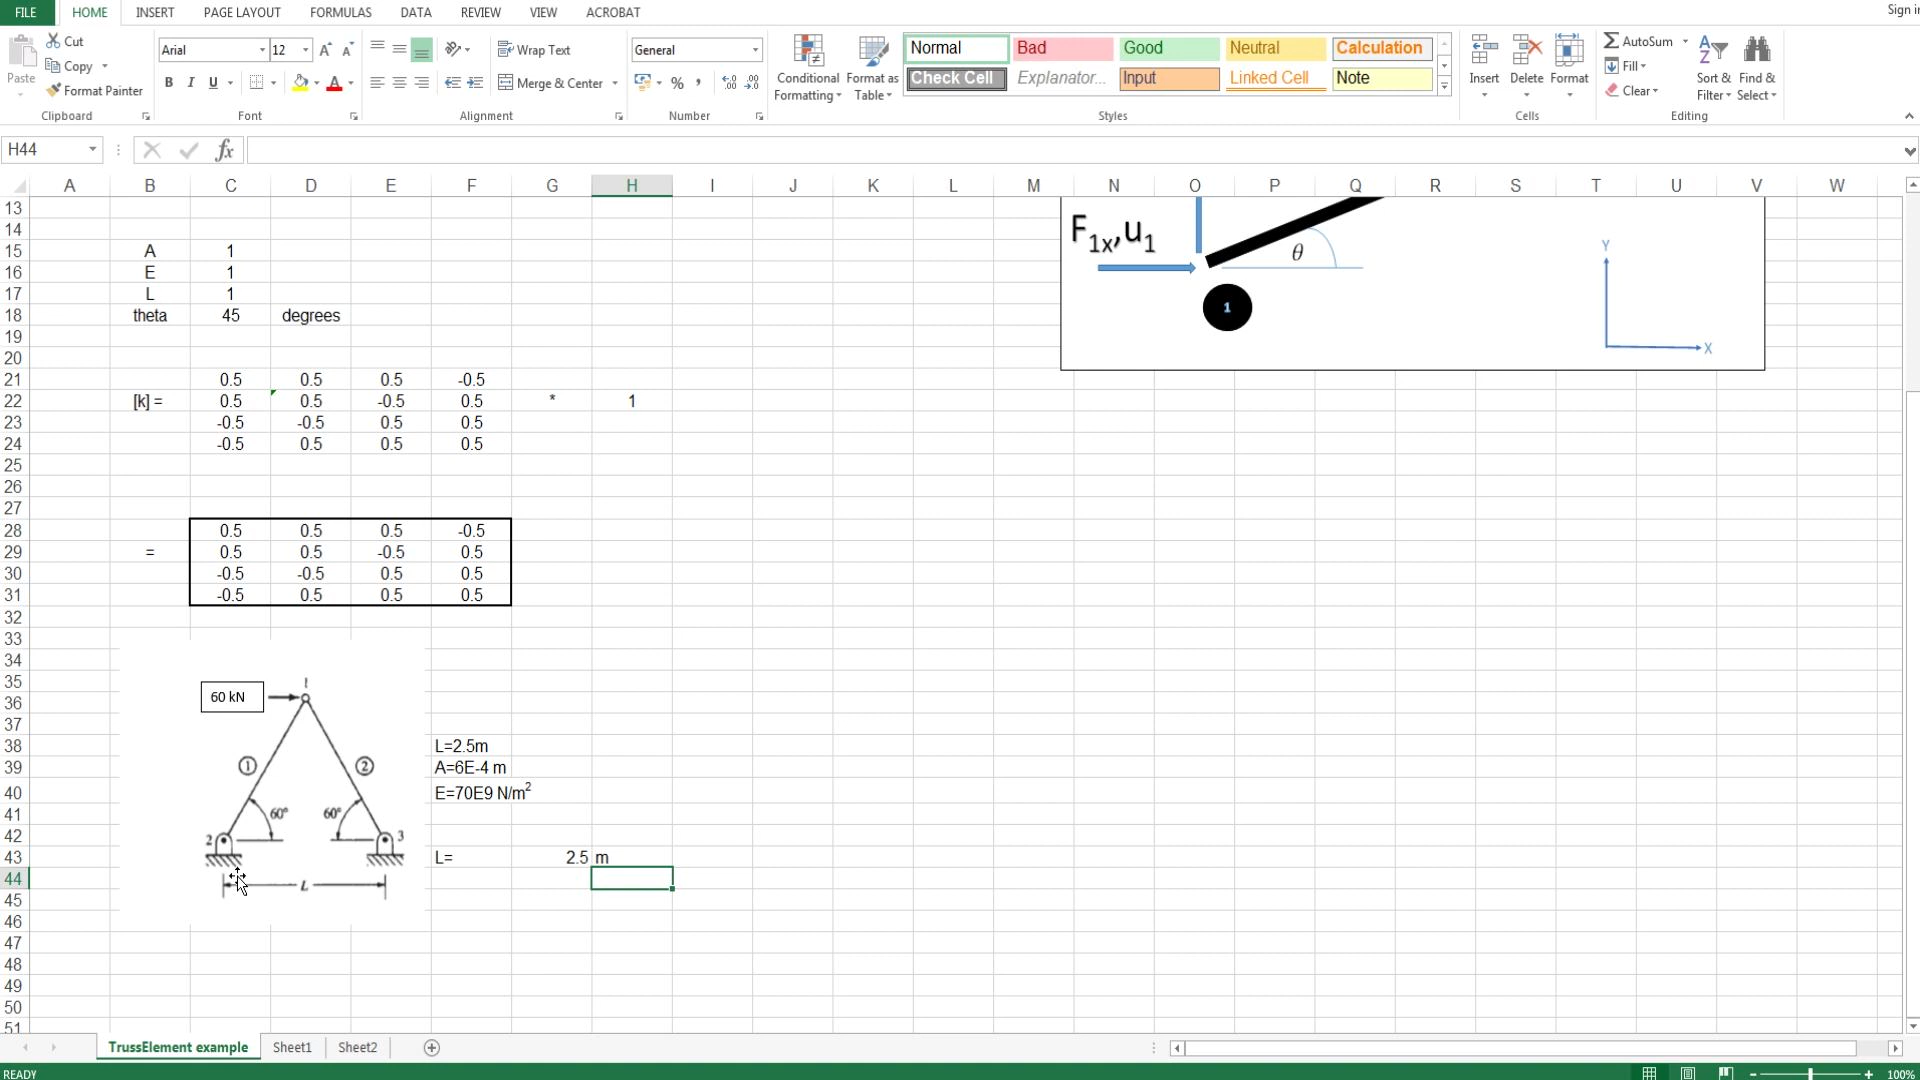 FILE HOME INSERT PAGE LAYOUT FORMULAS DATA REVIEW VIEW ACROBAT
Paste
Cut
Copy
Format Painter
Clipboard
Arial 12
B I U
Font
Wrap Text
Merge & Center
Alignment
General
%
Number
Conditional Formatting
Format as Table
Normal Bad Good Neutral Calculation
Check Cell Explanator... Input Linked Cell Note
Styles
Insert Delete Format
Cells
AutoSum
Fill
Clear
Sort & Filter
Find & Select
Editing
H44 fx
A B C D E F G H I J K L M N O P Q R S T U V W
13
14
15 A 1
16 E 1
17 L 1
18 theta 45 degrees
19
20
21 0.5 0.5 0.5 -0.5
22 [k] = 0.5 0.5 -0.5 0.5 * 1
23 -0.5 -0.5 0.5 0.5
24 -0.5 0.5 0.5 0.5
25
26
27
28 0.5 0.5 0.5 -0.5
29 = 0.5 0.5 -0.5 0.5
30 -0.5 -0.5 0.5 0.5
31 -0.5 0.5 0.5 0.5
32
33
34
35
36
37
38 L=2.5m
39 A=6E-4 m
40 E=70E9 N/m²
41
42
43 L= 2.5 m
44
45
46
47
48
49
50
51
F₁ₓ,u₁
θ
1
Y
X
1
60 kN
1 2
60° 60°
2 3
L
TrussElement example Sheet1 Sheet2
READY
100%